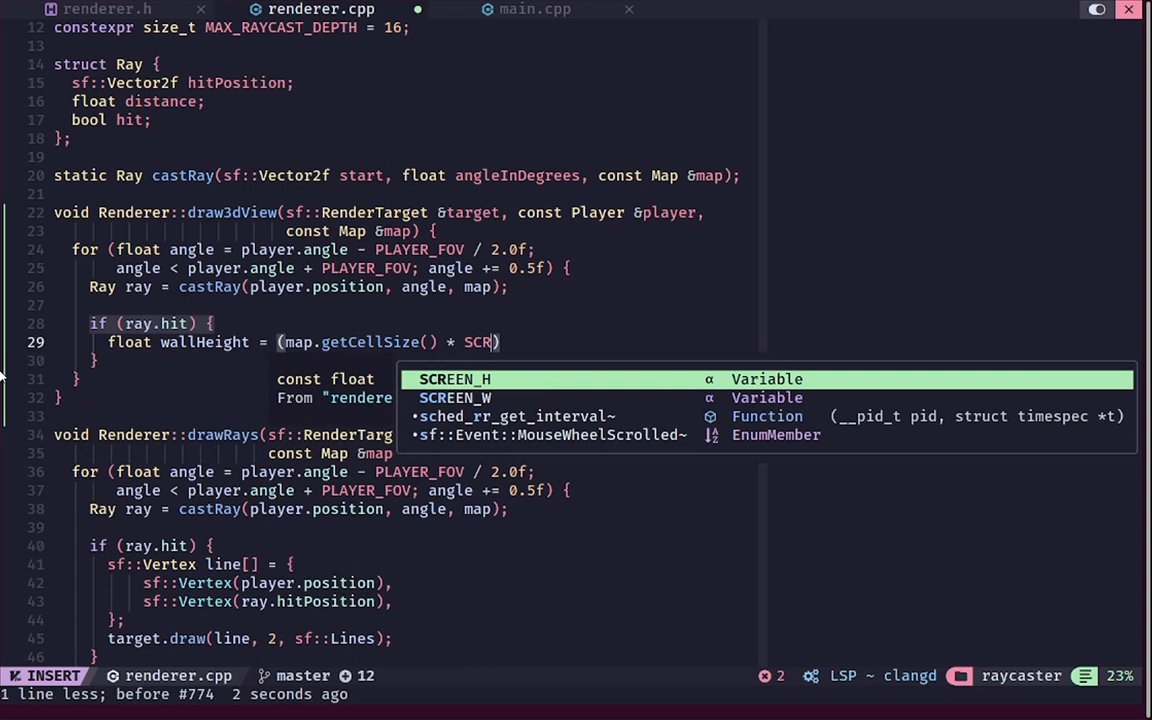 renderer.h × renderer.cpp ● main.cpp ×
12 constexpr size_t MAX_RAYCAST_DEPTH = 16;
13
14 struct Ray {
15 sf::Vector2f hitPosition;
16 float distance;
17 bool hit;
18 };
19
20 static Ray castRay(sf::Vector2f start, float angleInDegrees, const Map &map);
21
22 void Renderer::draw3dView(sf::RenderTarget &target, const Player &player,
23 const Map &map) {
24 for (float angle = player.angle - PLAYER_FOV / 2.0f;
25 angle < player.angle + PLAYER_FOV; angle += 0.5f) {
26 Ray ray = castRay(player.position, angle, map);
27
28 if (ray.hit) {
29 float wallHeight = (map.getCellSize() * SCR)
30 }
31 } const float SCREEN_H α Variable
32 } From "rendere SCREEN_W α Variable
33 •sched_rr_get_interval~ Function (__pid_t pid, struct timespec *t)
34 void Renderer::drawRays(sf::RenderTarg •sf::Event::MouseWheelScrolled~ EnumMember
35 const Map &map
36 for (float angle = player.angle - PLAYER_FOV / 2.0f;
37 angle < player.angle + PLAYER_FOV; angle += 0.5f) {
38 Ray ray = castRay(player.position, angle, map);
39
40 if (ray.hit) {
41 sf::Vertex line[] = {
42 sf::Vertex(player.position),
43 sf::Vertex(ray.hitPosition),
44 };
45 target.draw(line, 2, sf::Lines);
46 }
INSERT renderer.cpp master 12 2 LSP ~ clangd raycaster 23%
1 line less; before #774 2 seconds ago